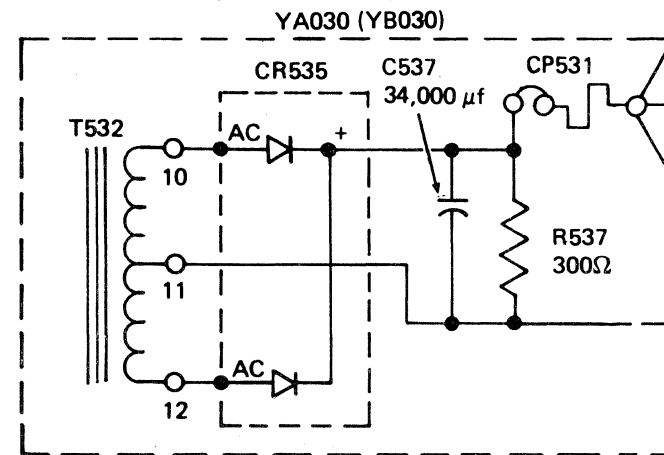 YA030 (YB030)
CR535
C537
34,000 µf
CP531
T532
AC
+
10
R537
300Ω
11
AC
12